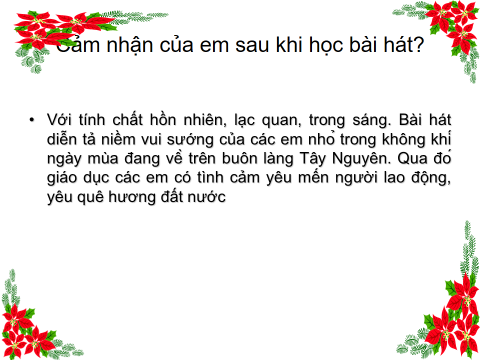 Cảm nhận của em sau khi học bài hát?
• Với tính chất hồn nhiên, lạc quan, trong sáng. Bài hát
diễn tả niềm vui sướng của các em nhỏ trong không khí
ngày mùa đang về trên buôn làng Tây Nguyên. Qua đó
giáo dục các em có tình cảm yêu mến người lao động,
yêu quê hương đất nước